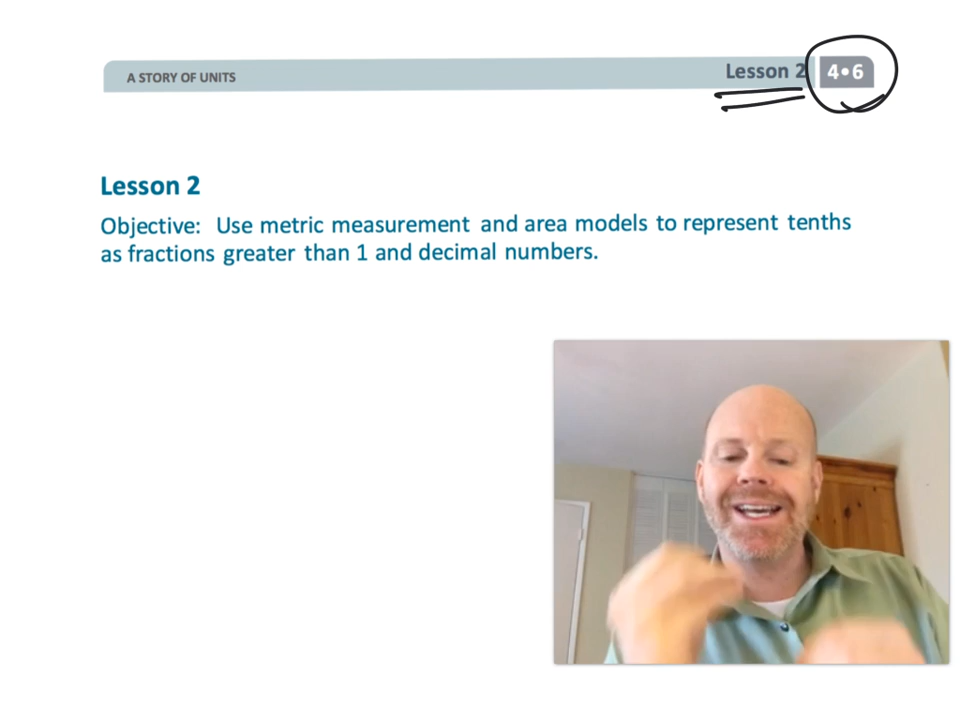 A STORY OF UNITS
Lesson 2 4•6
Lesson 2
Objective: Use metric measurement and area models to represent tenths
as fractions greater than 1 and decimal numbers.